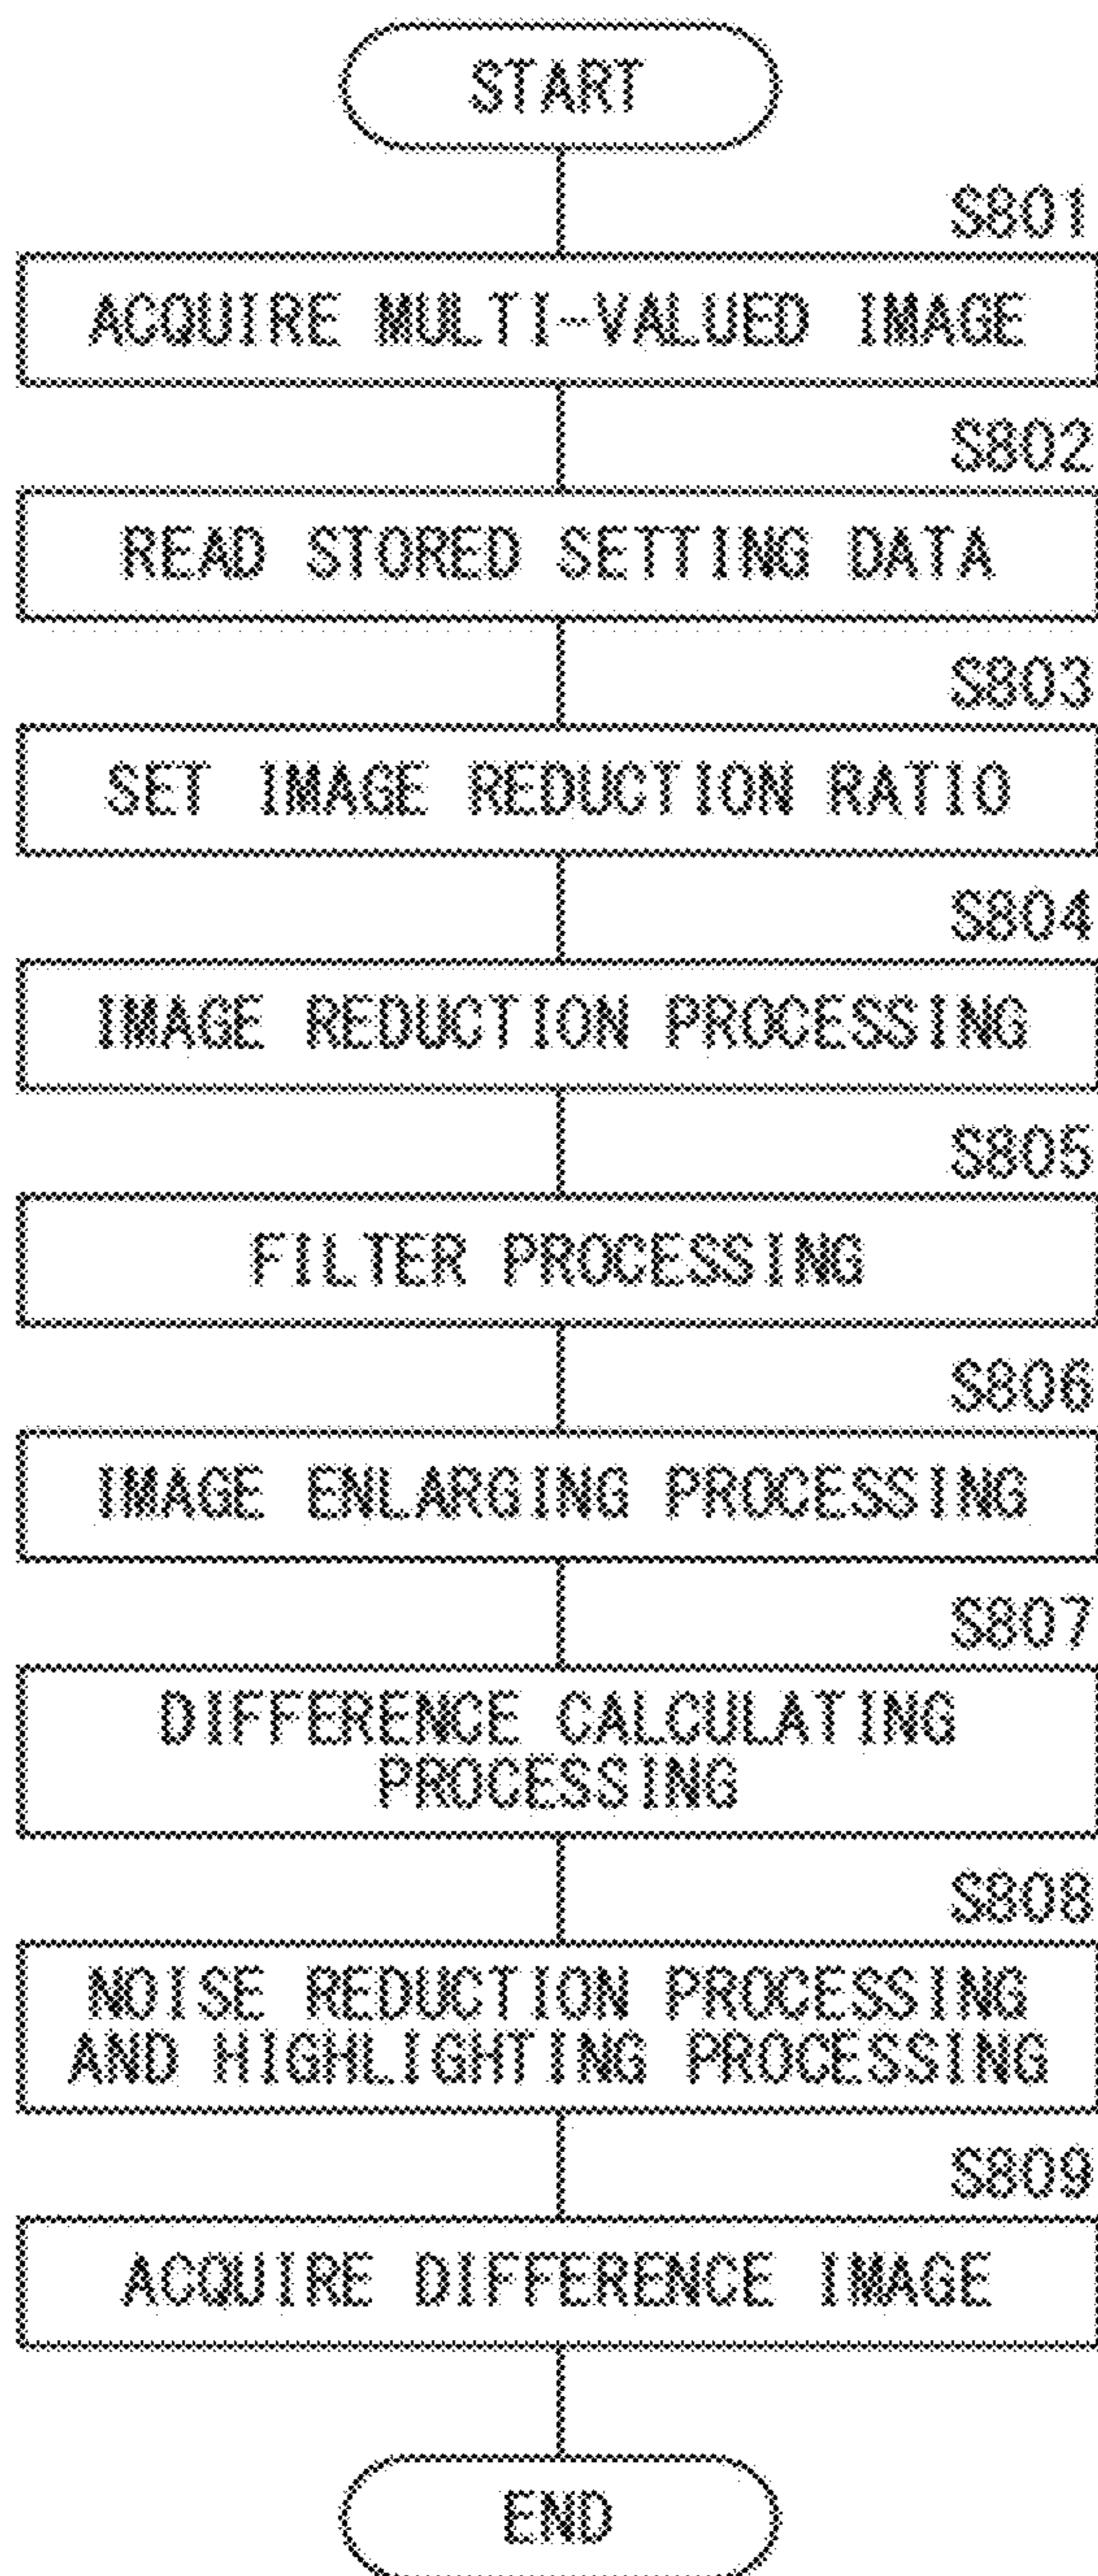 START
S801
ACQUIRE MULTI-VALUED IMAGE
S802
READ STORED SETTING DATA
S803
SET IMAGE REDUCTION RATIO
S804
IMAGE REDUCTION PROCESSING
S805
FILTER PROCESSING
S806
IMAGE ENLARGING PROCESSING
S807
DIFFERENCE CALCULATING
PROCESSING
S808
NOISE REDUCTION PROCESSING
AND HIGHLIGHTING PROCESSING
S809
ACQUIRE DIFFERENCE IMAGE
END